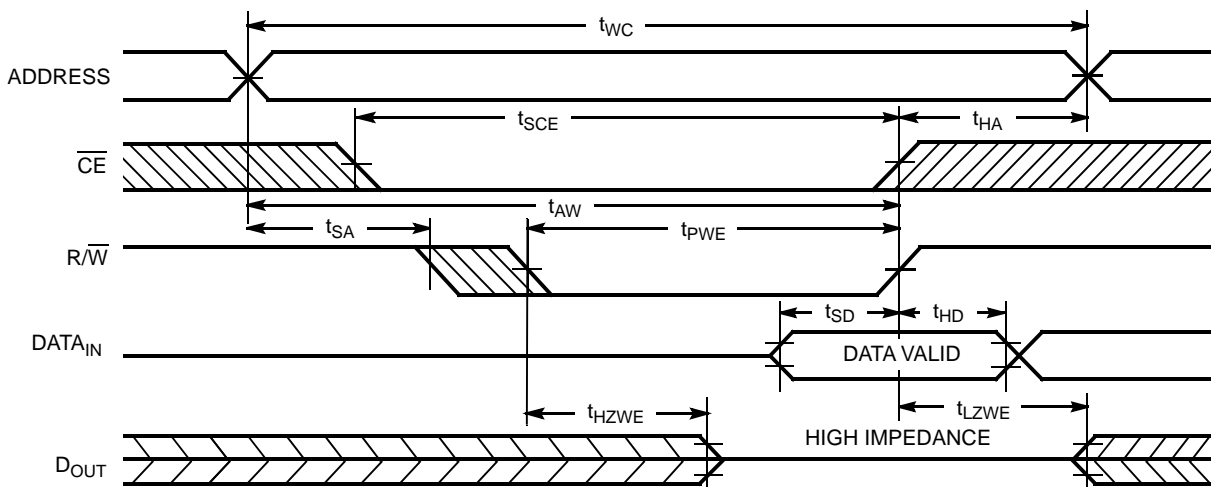 tWC
ADDRESS
tSCE
tHA
CE
tAW
tSA
tPWE
R/W
tSD
tHD
DATAIN
DATA VALID
tHZWE
tLZWE
HIGH IMPEDANCE
DOUT